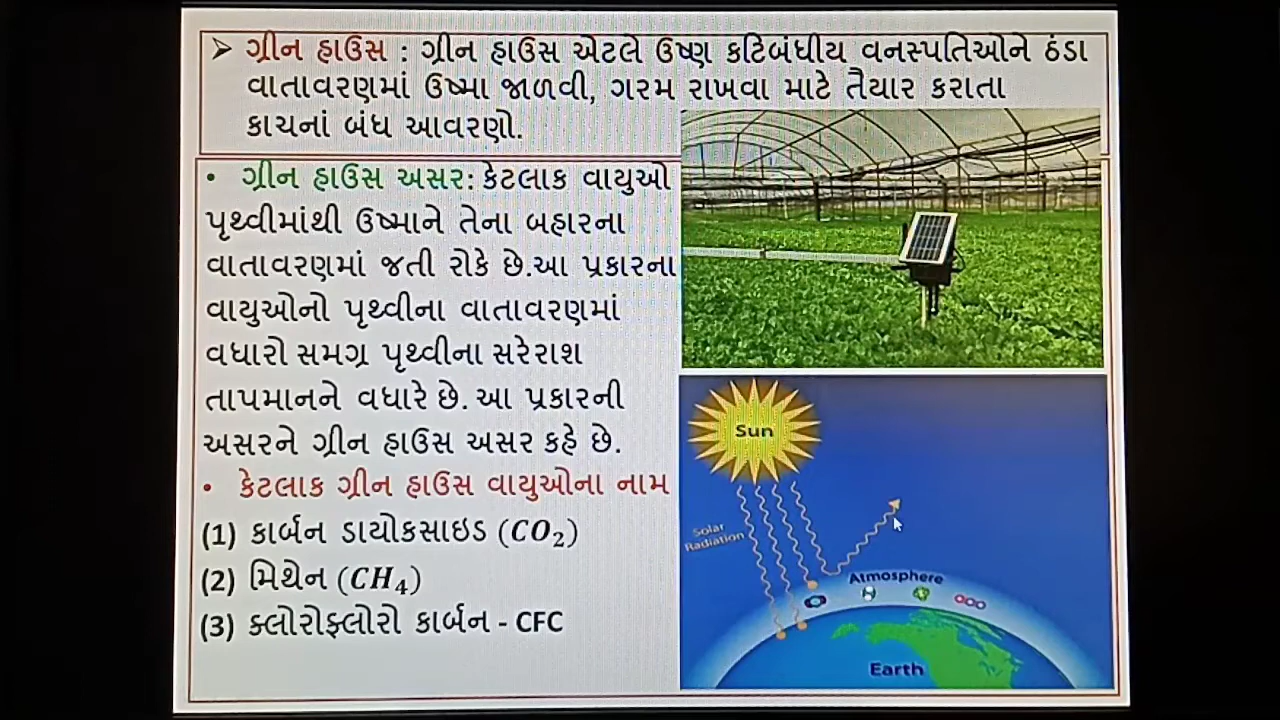 ➢ ગ્રીન હાઉસ : ગ્રીન હાઉસ એટલે ઉષ્ણ કટિબંધીય વનસ્પતિઓને ઠંડા
વાતાવરણમાં ઉષ્મા જાળવી, ગરમ રાખવા માટે તૈયાર કરાતા
કાચનાં બંધ આવરણો.
• ગ્રીન હાઉસ અસર: કેટલાક વાયુઓ
પૃથ્વીમાંથી ઉષ્માને તેના બહારના
વાતાવરણમાં જતી રોકે છે.આ પ્રકારના
વાયુઓનો પૃથ્વીના વાતાવરણમાં
વધારો સમગ્ર પૃથ્વીના સરેરાશ
તાપમાનને વધારે છે. આ પ્રકારની
અસરને ગ્રીન હાઉસ અસર કહે છે.
• કેટલાક ગ્રીન હાઉસ વાયુઓના નામ
(1) કાર્બન ડાયોકસાઇડ (CO₂)
(2) મિથેન (CH₄)
(3) ક્લોરોફ્લોરો કાર્બન - CFC
Sun
Solar
Radiation
Atmosphere
Earth